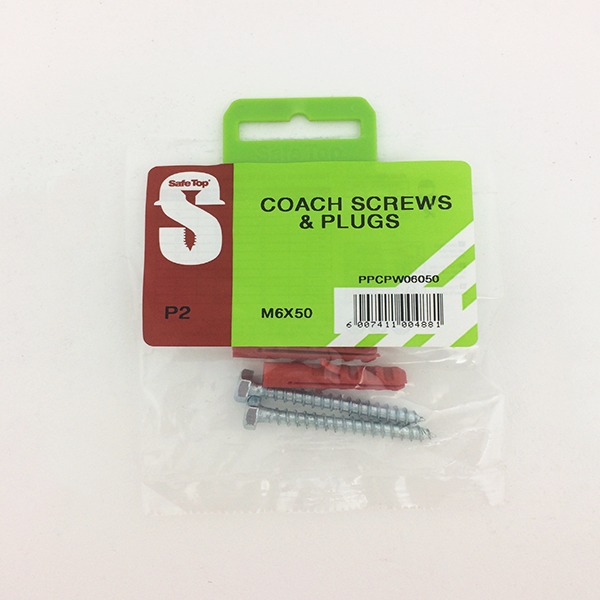 SafeTop
S
COACH SCREWS
& PLUGS
PPCPW06050
P2
M6X50
6 007411 004881